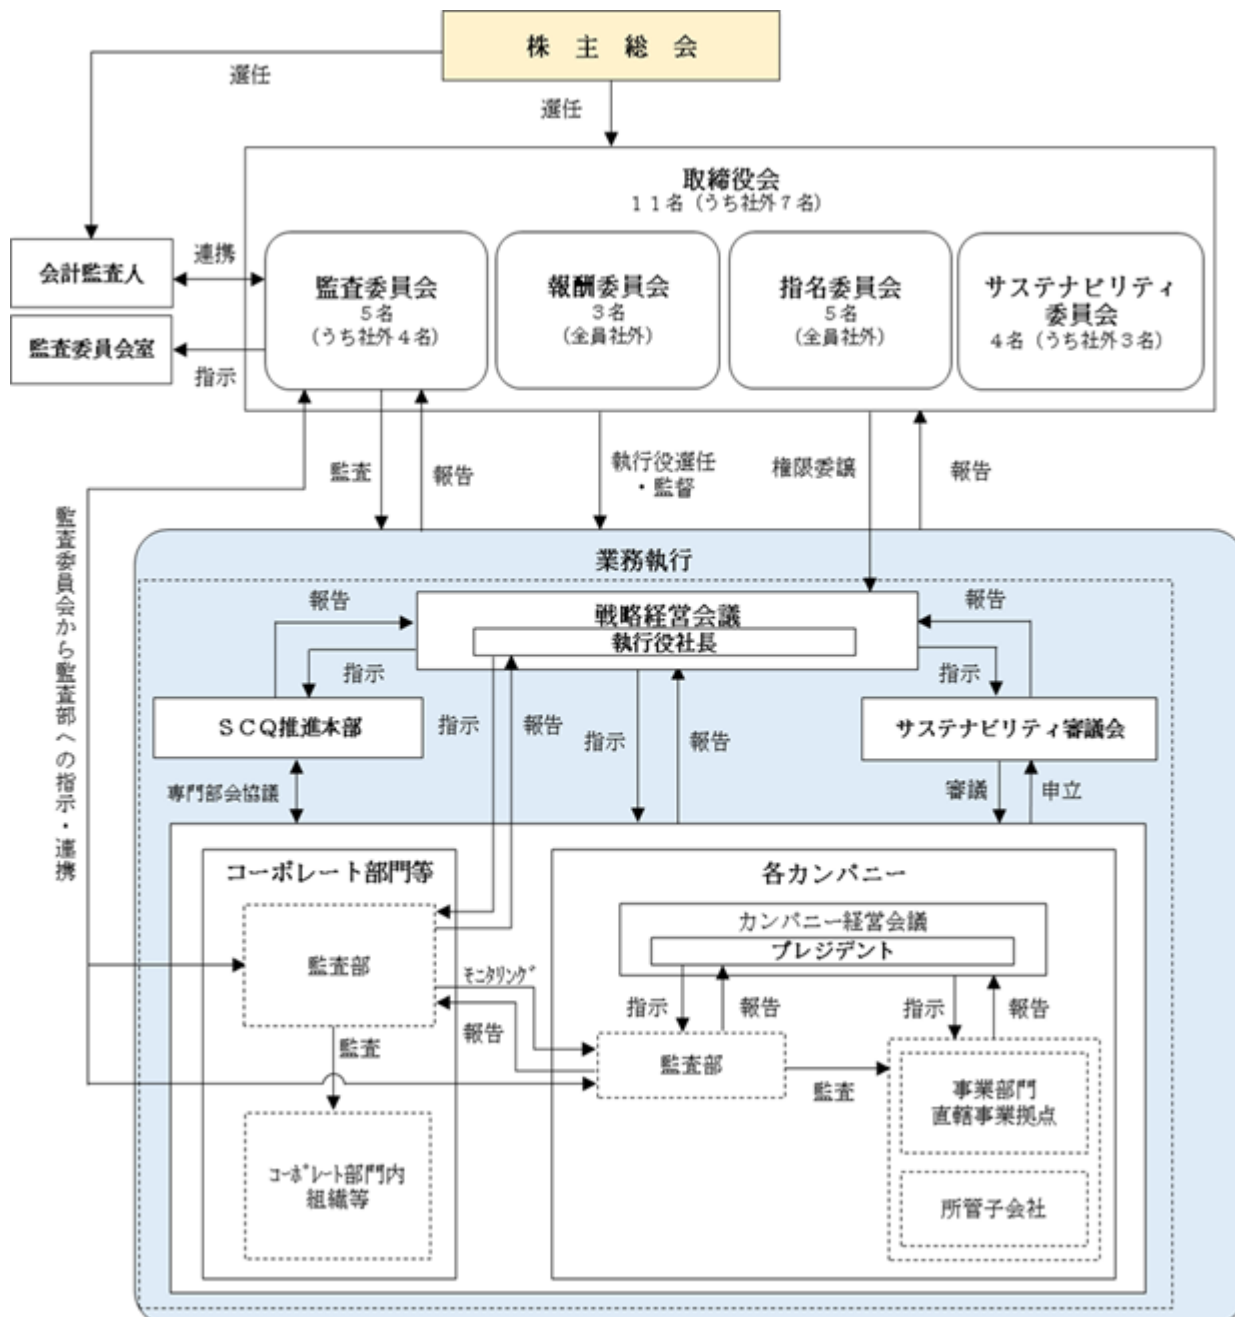 株　主　総　会
選任
選任
取締役会
１１名（うち社外７名）
会計監査人
連携
監査委員会
５名
(うち社外４名)
報酬委員会
３名
(全員社外)
指名委員会
５名
(全員社外)
サステナビリティ
委員会
４名（うち社外３名）
監査委員会室
指示
監査
報告
執行役選任
・監督
権限委譲
報告
監査委員会から監査部への指示・連携
業務執行
報告
戦略経営会議
執行役社長
報告
指示
指示
ＳＣＱ推進本部
指示
報告
指示
報告
サステナビリティ審議会
専門部会協議
審議
申立
コーポレート部門等
各カンパニー
カンパニー経営会議
プレジデント
監査部
ﾓﾆﾀﾘﾝｸﾞ
指示
報告
指示
報告
報告
監査
監査部
監査
事業部門
直轄事業拠点
ｺｰﾎﾟﾚｰﾄ部門内
組織等
所管子会社